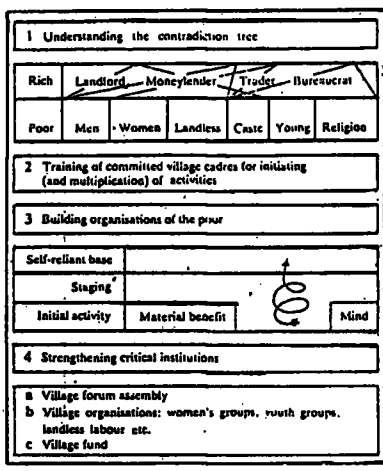 1 Understanding the contradiction tree
Rich Landlord Moneylender Trader Bureaucrat
Poor Men Women Landless Caste Young Religion
2 Training of committed village cadres for initiating
(and multiplication) of activities
3 Building organisations of the poor
Self-reliant base
Staging
Initial activity Material benefit Mind
4 Strengthening critical institutions
a Village forum assembly
b Village organisations: women's groups, youth groups,
landless labour etc.
c Village fund